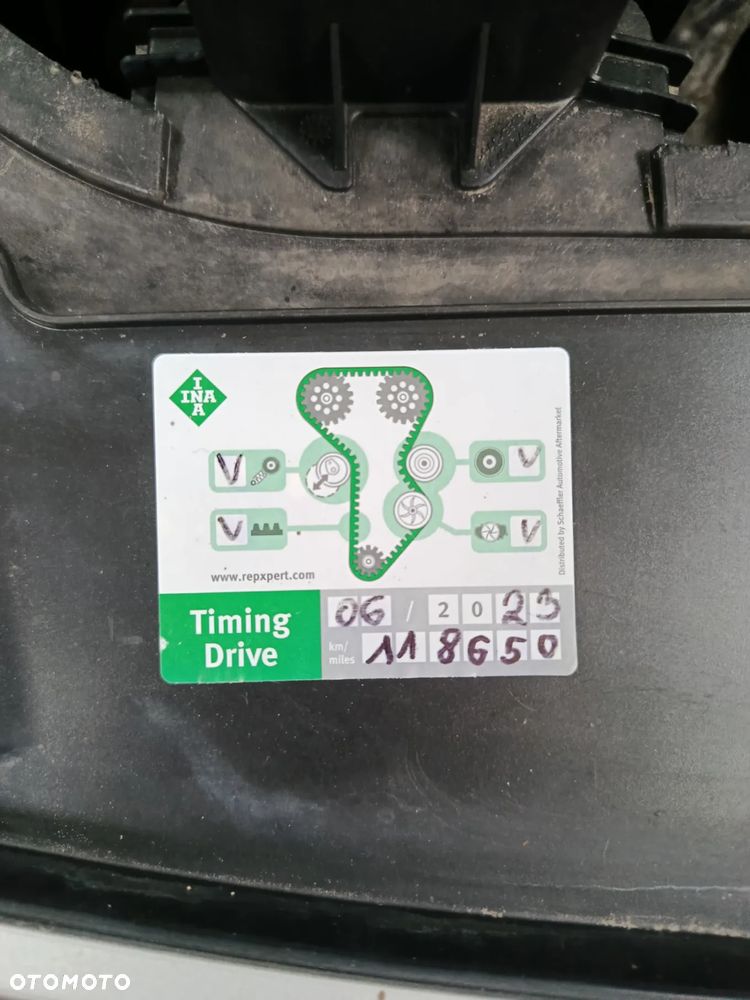 I
INA
A
V V
V V
www.repxpert.com
Distributed by Schaeffler Automotive Aftermarket
Timing
Drive
06 / 2023
km/
miles
118650
OTOMOTO